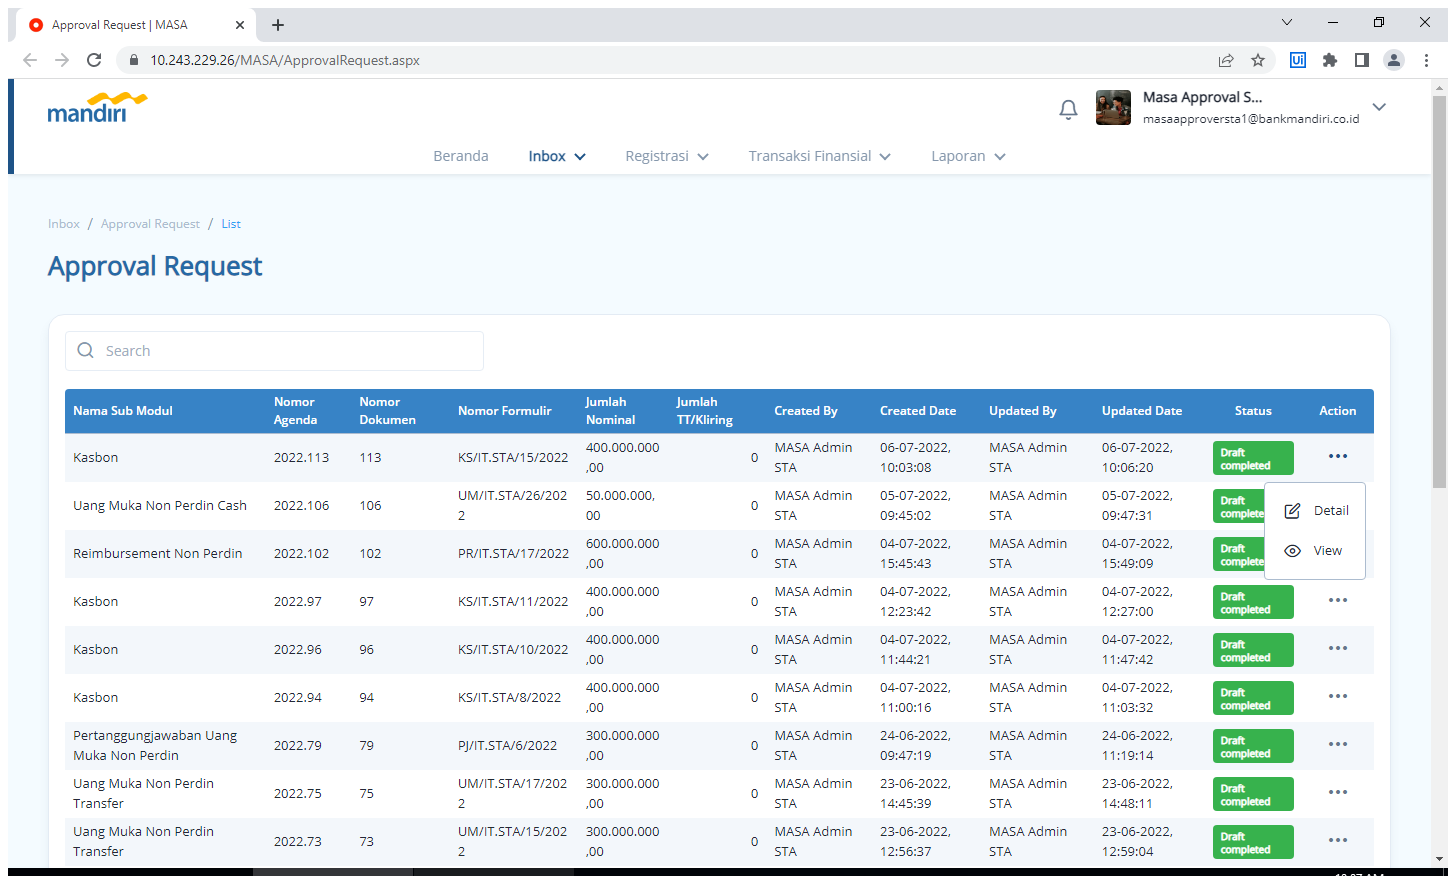 Approval Request | MASA
10.243.229.26/MASA/ApprovalRequest.aspx
Ui
mandiri
Masa Approval S...
masaapproversta1@bankmandiri.co.id
Beranda Inbox Registrasi Transaksi Finansial Laporan
Inbox / Approval Request / List
Approval Request
Search
Nama Sub Modul Nomor Agenda Nomor Dokumen Nomor Formulir Jumlah Nominal Jumlah TT/Kliring Created By Created Date Updated By Updated Date Status Action
Kasbon 2022.113 113 KS/IT.STA/15/2022 400.000.000,00 0 MASA Admin STA 06-07-2022, 10:03:08 MASA Admin STA 06-07-2022, 10:06:20 Draft completed
Uang Muka Non Perdin Cash 2022.106 106 UM/IT.STA/26/2022 50.000.000,00 0 MASA Admin STA 05-07-2022, 09:45:02 MASA Admin STA 05-07-2022, 09:47:31 Draft complete
Detail
View
Reimbursement Non Perdin 2022.102 102 PR/IT.STA/17/2022 600.000.000,00 0 MASA Admin STA 04-07-2022, 15:45:43 MASA Admin STA 04-07-2022, 15:49:09 Draft complete
Kasbon 2022.97 97 KS/IT.STA/11/2022 400.000.000,00 0 MASA Admin STA 04-07-2022, 12:23:42 MASA Admin STA 04-07-2022, 12:27:00 Draft completed
Kasbon 2022.96 96 KS/IT.STA/10/2022 400.000.000,00 0 MASA Admin STA 04-07-2022, 11:44:21 MASA Admin STA 04-07-2022, 11:47:42 Draft completed
Kasbon 2022.94 94 KS/IT.STA/8/2022 400.000.000,00 0 MASA Admin STA 04-07-2022, 11:00:16 MASA Admin STA 04-07-2022, 11:03:32 Draft completed
Pertanggungjawaban Uang Muka Non Perdin 2022.79 79 PJ/IT.STA/6/2022 300.000.000,00 0 MASA Admin STA 24-06-2022, 09:47:19 MASA Admin STA 24-06-2022, 11:19:14 Draft completed
Uang Muka Non Perdin Transfer 2022.75 75 UM/IT.STA/17/2022 300.000.000,00 0 MASA Admin STA 23-06-2022, 14:45:39 MASA Admin STA 23-06-2022, 14:48:11 Draft completed
Uang Muka Non Perdin Transfer 2022.73 73 UM/IT.STA/15/2022 300.000.000,00 0 MASA Admin STA 23-06-2022, 12:56:37 MASA Admin STA 23-06-2022, 12:59:04 Draft completed